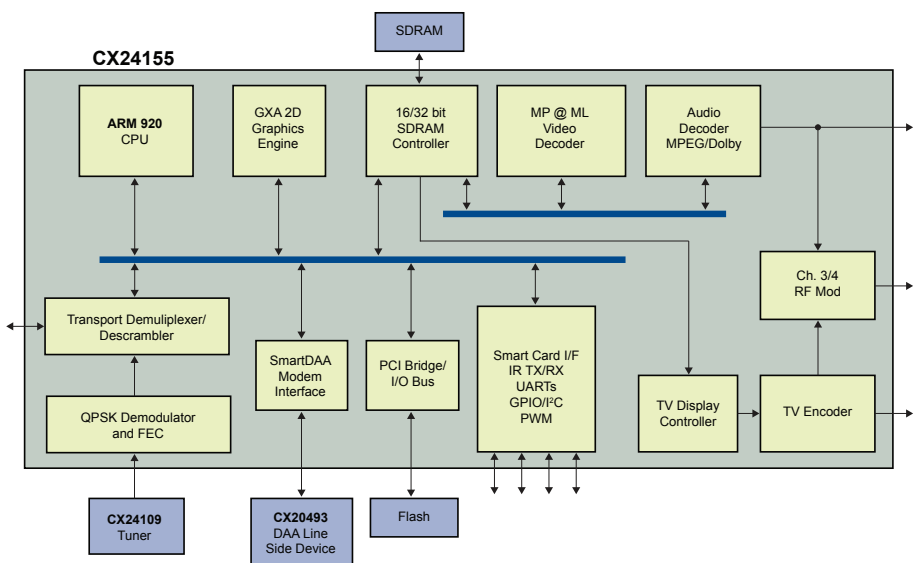 SDRAM
CX24155
ARM 920
CPU
GXA 2D
Graphics
Engine
16/32 bit
SDRAM
Controller
MP @ ML
Video
Decoder
Audio
Decoder
MPEG/Dolby
Ch. 3/4
RF Mod
Transport Demuliplexer/
Descrambler
SmartDAA
Modem
Interface
PCI Bridge/
I/O Bus
Smart Card I/F
IR TX/RX
UARTs
GPIO/I²C
PWM
TV Display
Controller
TV Encoder
QPSK Demodulator
and FEC
CX24109
Tuner
CX20493
DAA Line
Side Device
Flash